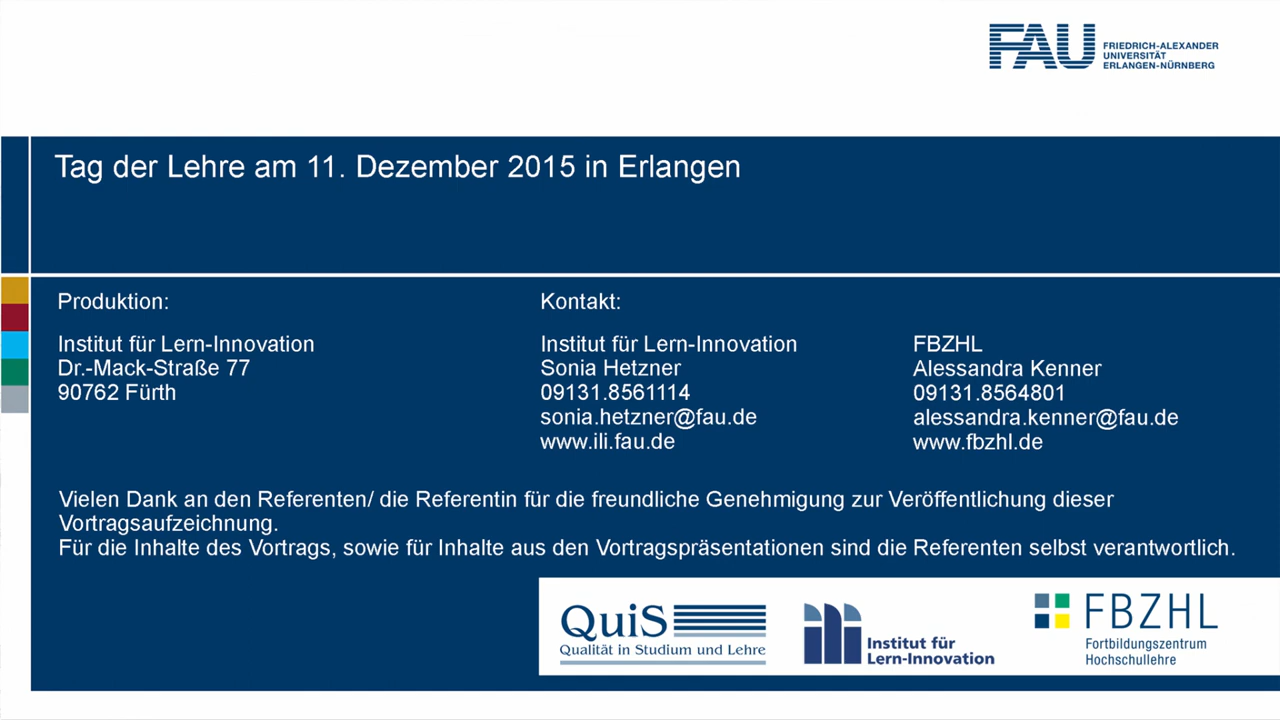 FAU
FRIEDRICH-ALEXANDER
UNIVERSITÄT
ERLANGEN-NÜRNBERG
Tag der Lehre am 11. Dezember 2015 in Erlangen
Produktion:
Institut für Lern-Innovation
Dr.-Mack-Straße 77
90762 Fürth
Kontakt:
Institut für Lern-Innovation
Sonia Hetzner
09131.8561114
sonia.hetzner@fau.de
www.ili.fau.de
FBZHL
Alessandra Kenner
09131.8564801
alessandra.kenner@fau.de
www.fbzhl.de
Vielen Dank an den Referenten/ die Referentin für die freundliche Genehmigung zur Veröffentlichung dieser
Vortragsaufzeichnung.
Für die Inhalte des Vortrags, sowie für Inhalte aus den Vortragspräsentationen sind die Referenten selbst verantwortlich.
QuiS
Qualität in Studium und Lehre
Institut für
Lern-Innovation
FBZHL
Fortbildungszentrum
Hochschullehre